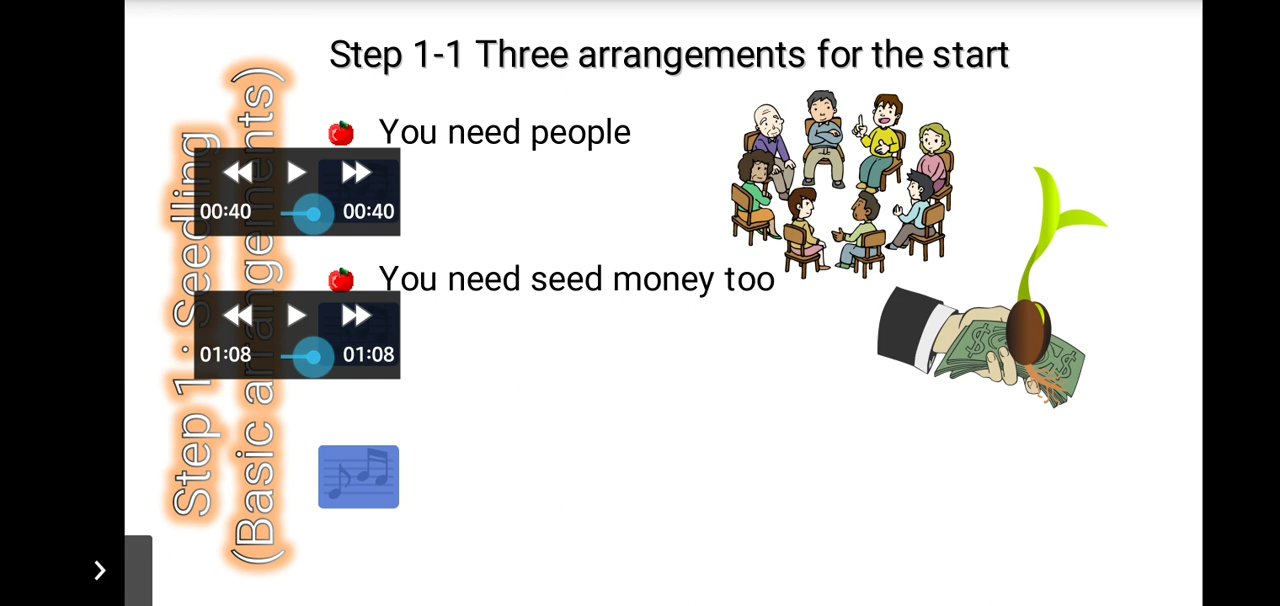 Step 1-1 Three arrangements for the start
You need people
You need seed money too
Step 1 : Seedling
(Basic arrangements)
00:40 00:40
01:08 01:08